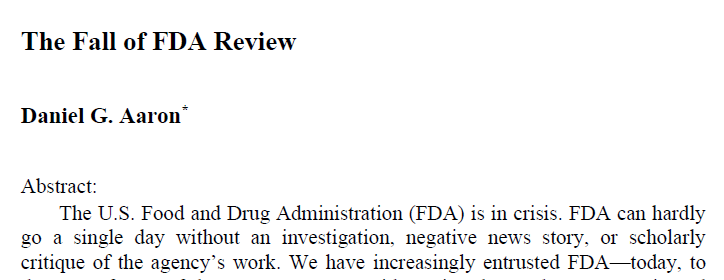 The Fall of FDA Review
Daniel G. Aaron*
Abstract:
The U.S. Food and Drug Administration (FDA) is in crisis. FDA can hardly
go a single day without an investigation, negative news story, or scholarly
critique of the agency’s work. We have increasingly entrusted FDA—today, to